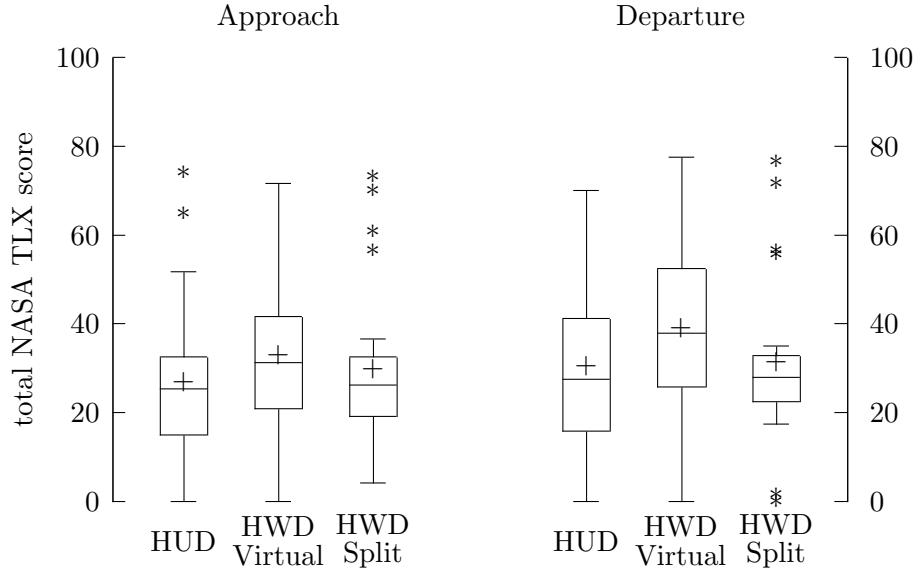 Approach
Departure
total NASA TLX score
100
80
60
40
20
0
100
80
60
40
20
0
HUD
HWD
Virtual
HWD
Split
HUD
HWD
Virtual
HWD
Split